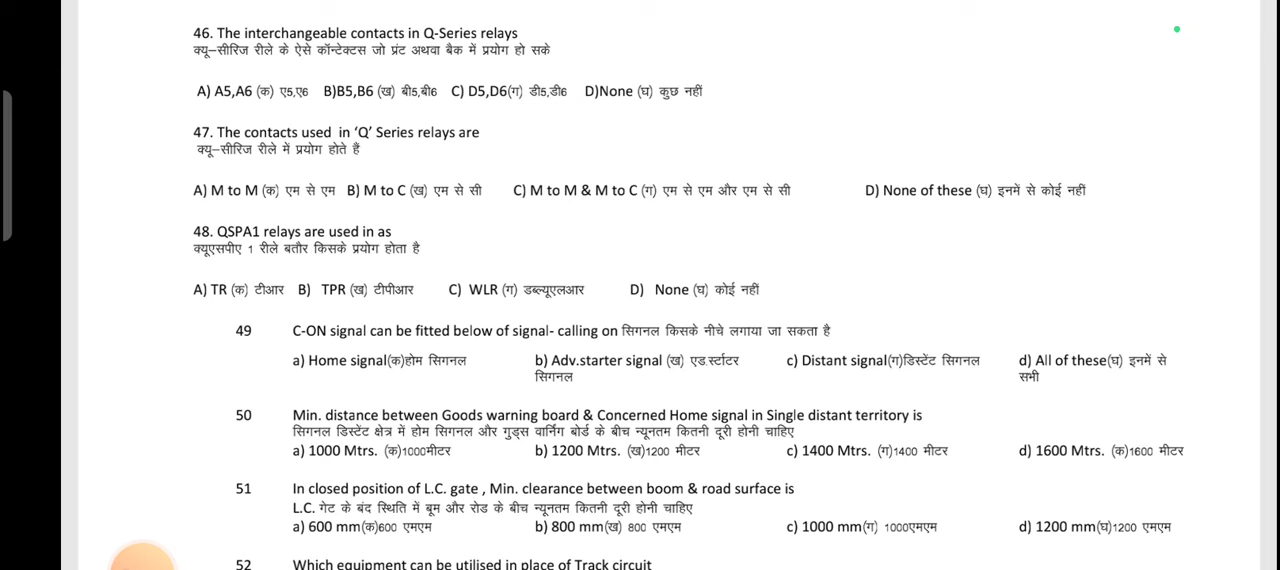 46. The interchangeable contacts in Q-Series relays
क्यू–सीरिज रीले के ऐसे कॉन्टेक्टस जो फ्रंट अथवा बैक में प्रयोग हो सके
A) A5,A6 (क) ए5,ए6 B)B5,B6 (ख) बी5,बी6 C) D5,D6(ग) डी5,डी6 D)None (घ) कुछ नहीं
47. The contacts used in ‘Q’ Series relays are
क्यू–सीरिज रीले में प्रयोग होते हैं
A) M to M (क) एम से एम B) M to C (ख) एम से सी C) M to M & M to C (ग) एम से एम और एम से सी D) None of these (घ) इनमें से कोई नहीं
48. QSPA1 relays are used in as
क्यूएसपीए 1 रीले बतौर किसके प्रयोग होता है
A) TR (क) टीआर B) TPR (ख) टीपीआर C) WLR (ग) डब्ल्यूएलआर D) None (घ) कोई नहीं
49 C-ON signal can be fitted below of signal- calling on सिगनल किसके नीचे लगाया जा सकता है
a) Home signal(क)होम सिगनल b) Adv.starter signal (ख) एड.र्स्टाटर c) Distant signal(ग)डिस्टेंट सिगनल d) All of these(घ) इनमें से
सिगनल सभी
50 Min. distance between Goods warning board & Concerned Home signal in Single distant territory is
सिगनल डिस्टेंट क्षेत्र में होम सिगनल और गुड्स वार्निग बोर्ड के बीच न्यूनतम कितनी दूरी होनी चाहिए
a) 1000 Mtrs. (क)1000मीटर b) 1200 Mtrs. (ख)1200 मीटर c) 1400 Mtrs. (ग)1400 मीटर d) 1600 Mtrs. (क)1600 मीटर
51 In closed position of L.C. gate , Min. clearance between boom & road surface is
L.C. गेट के बंद स्थिति में बूम और रोड के बीच न्यूनतम कितनी दूरी होनी चाहिए
a) 600 mm(क)600 एमएम b) 800 mm(ख) 800 एमएम c) 1000 mm(ग) 1000एमएम d) 1200 mm(घ)1200 एमएम
52 Which equipment can be utilised in place of Track circuit